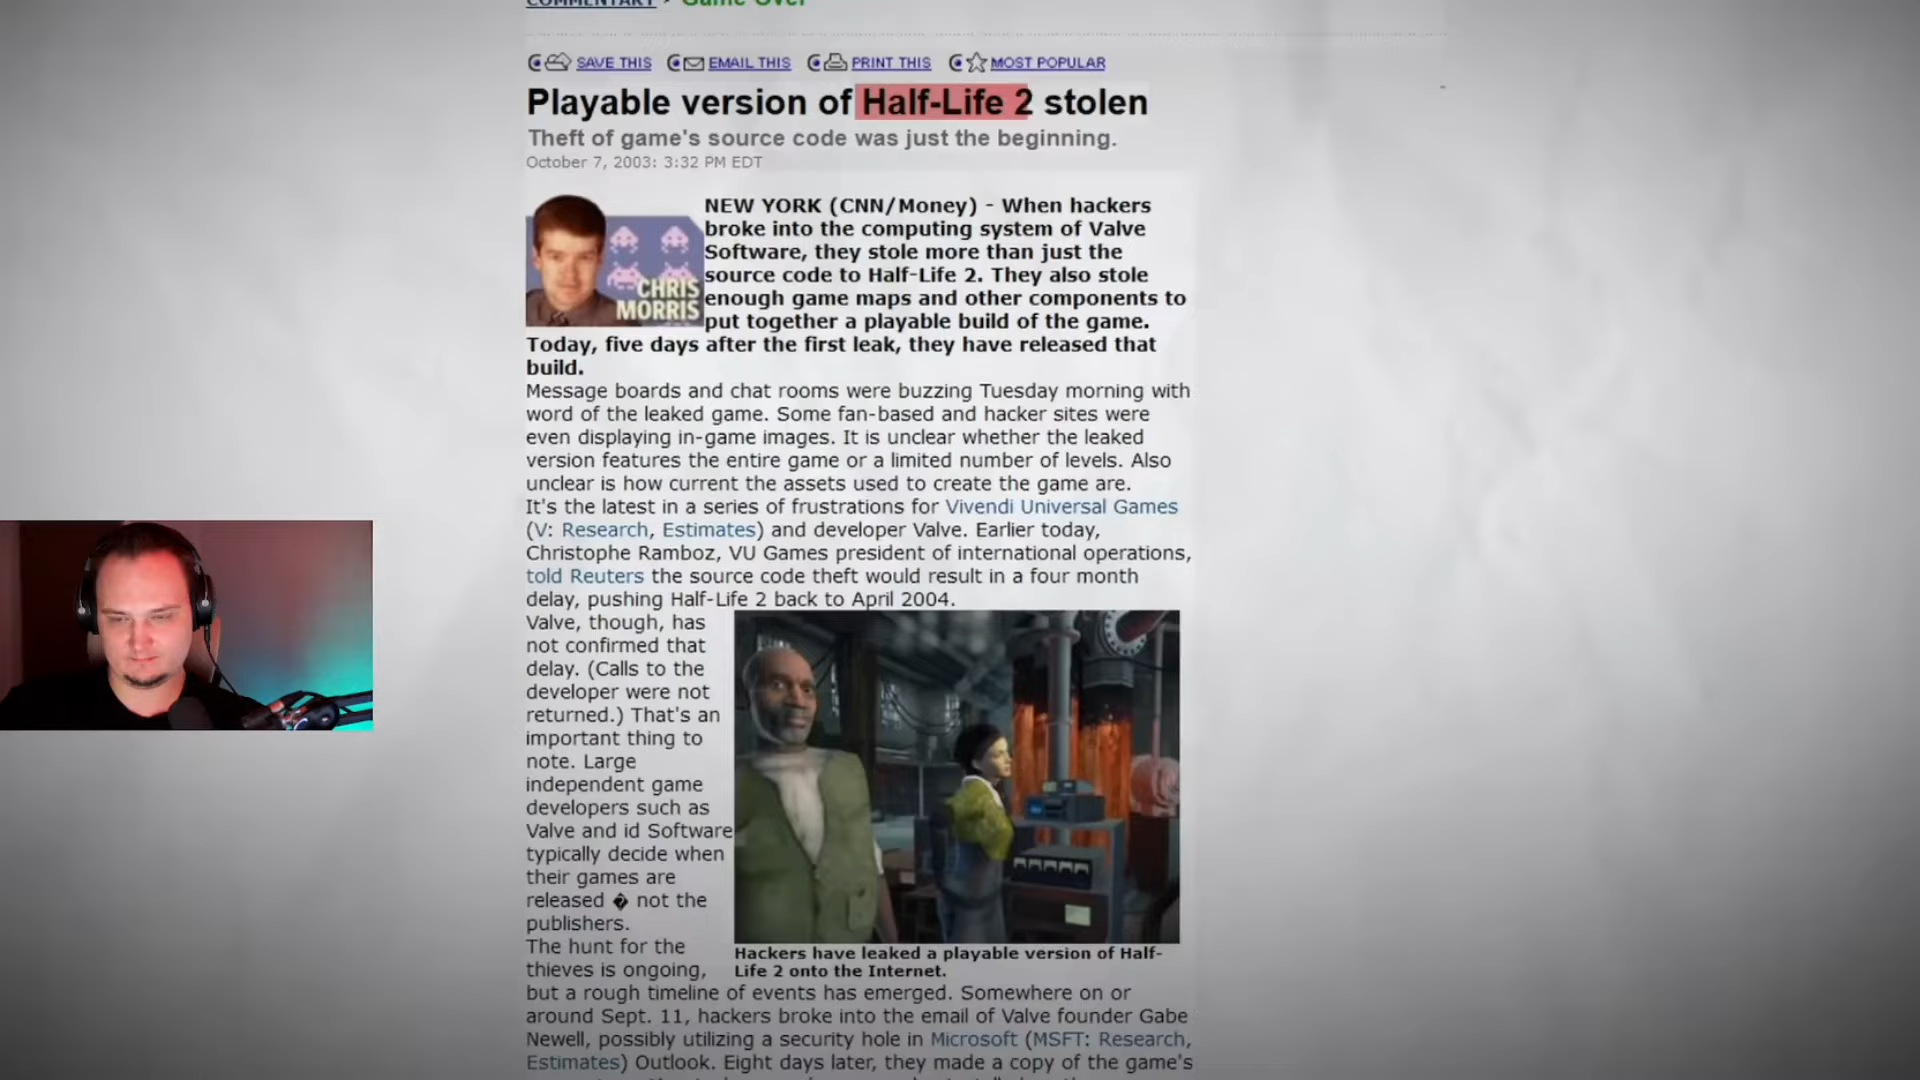 COMMENTARY > Game Over
SAVE THIS EMAIL THIS PRINT THIS MOST POPULAR
Playable version of Half-Life 2 stolen
Theft of game's source code was just the beginning.
October 7, 2003: 3:32 PM EDT
CHRIS
MORRIS
NEW YORK (CNN/Money) - When hackers
broke into the computing system of Valve
Software, they stole more than just the
source code to Half-Life 2. They also stole
enough game maps and other components to
put together a playable build of the game.
Today, five days after the first leak, they have released that
build.
Message boards and chat rooms were buzzing Tuesday morning with
word of the leaked game. Some fan-based and hacker sites were
even displaying in-game images. It is unclear whether the leaked
version features the entire game or a limited number of levels. Also
unclear is how current the assets used to create the game are.
It's the latest in a series of frustrations for Vivendi Universal Games
(V: Research, Estimates) and developer Valve. Earlier today,
Christophe Ramboz, VU Games president of international operations,
told Reuters the source code theft would result in a four month
delay, pushing Half-Life 2 back to April 2004.
Valve, though, has
not confirmed that
delay. (Calls to the
developer were not
returned.) That's an
important thing to
note. Large
independent game
developers such as
Valve and id Software
typically decide when
their games are
released � not the
publishers.
The hunt for the
thieves is ongoing,
Hackers have leaked a playable version of Half-
Life 2 onto the Internet.
but a rough timeline of events has emerged. Somewhere on or
around Sept. 11, hackers broke into the email of Valve founder Gabe
Newell, possibly utilizing a security hole in Microsoft (MSFT: Research,
Estimates) Outlook. Eight days later, they made a copy of the game's